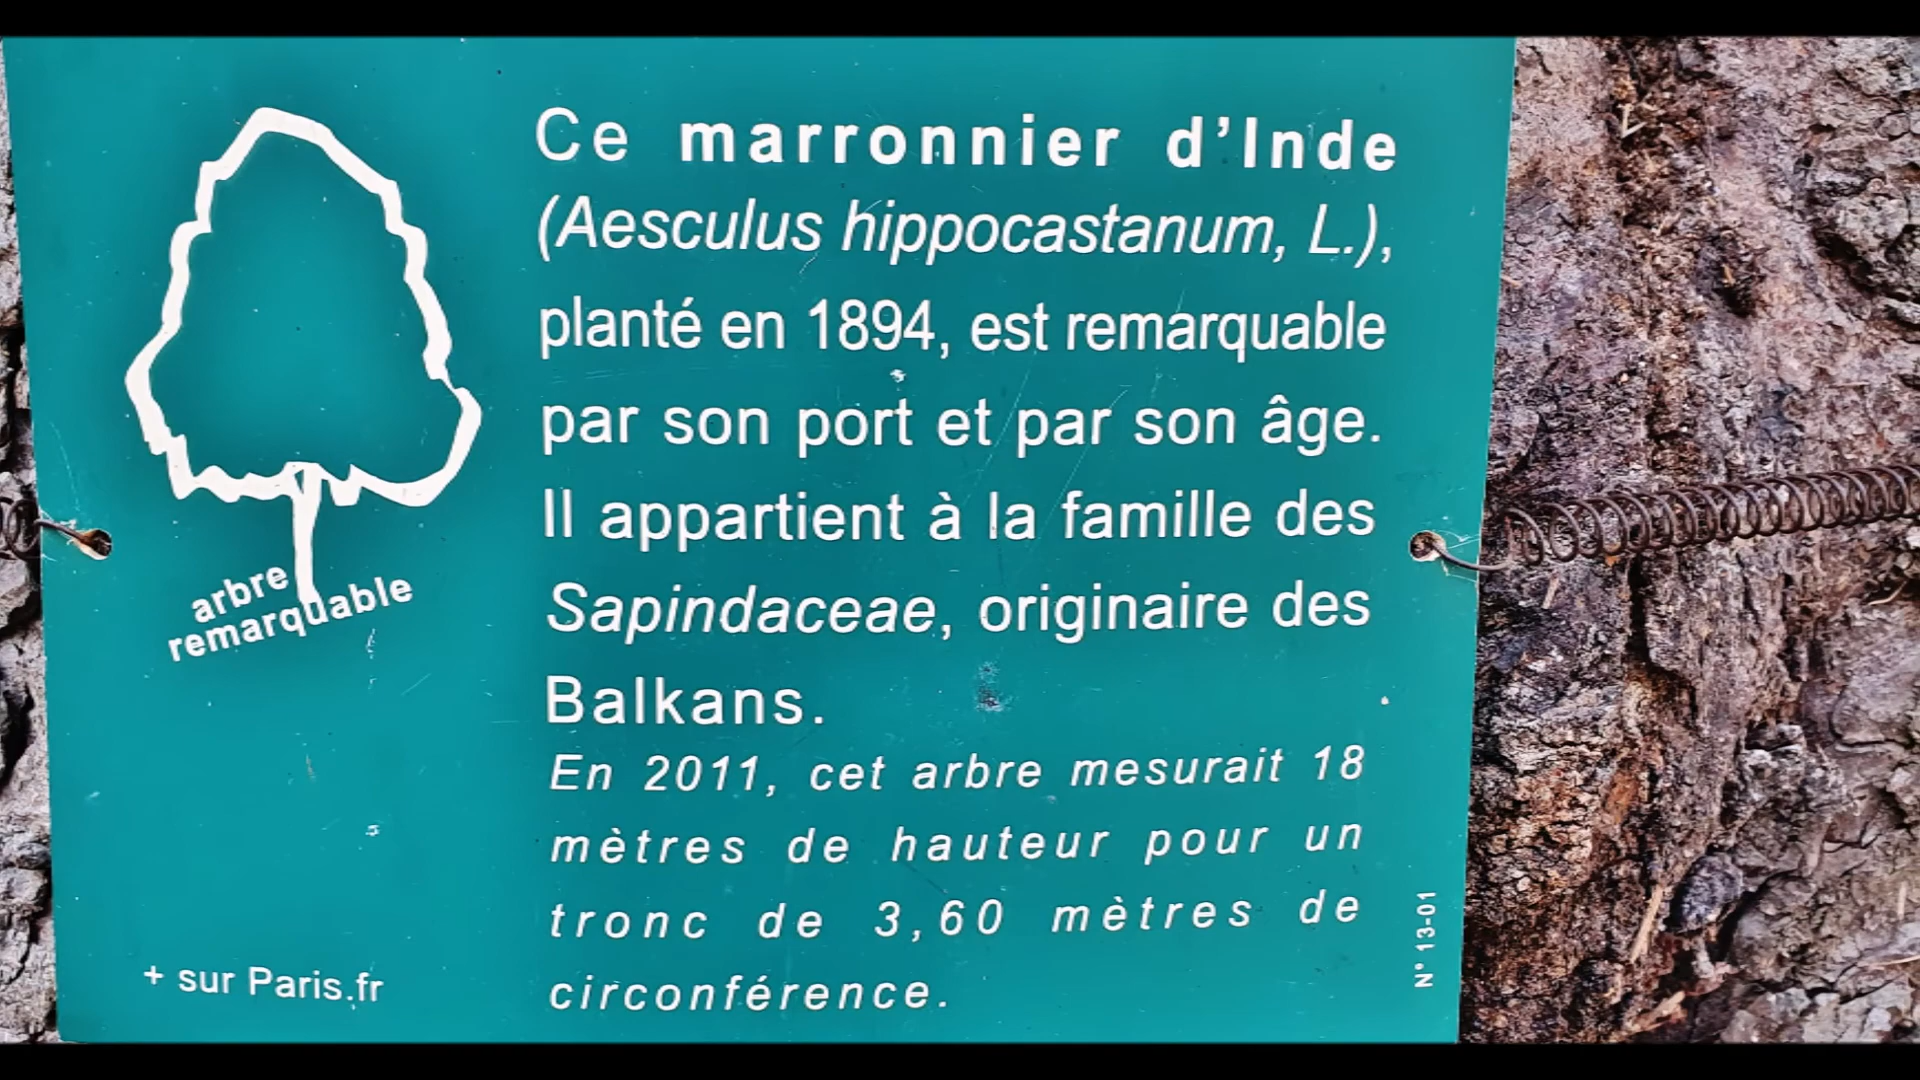 Ce marronnier d’Inde
(Aesculus hippocastanum, L.),
planté en 1894, est remarquable
par son port et par son âge.
Il appartient à la famille des
Sapindaceae, originaire des
Balkans.
En 2011, cet arbre mesurait 18
mètres de hauteur pour un
tronc de 3,60 mètres de
circonférence.
arbre
remarquable
+ sur Paris.fr
N° 13-01